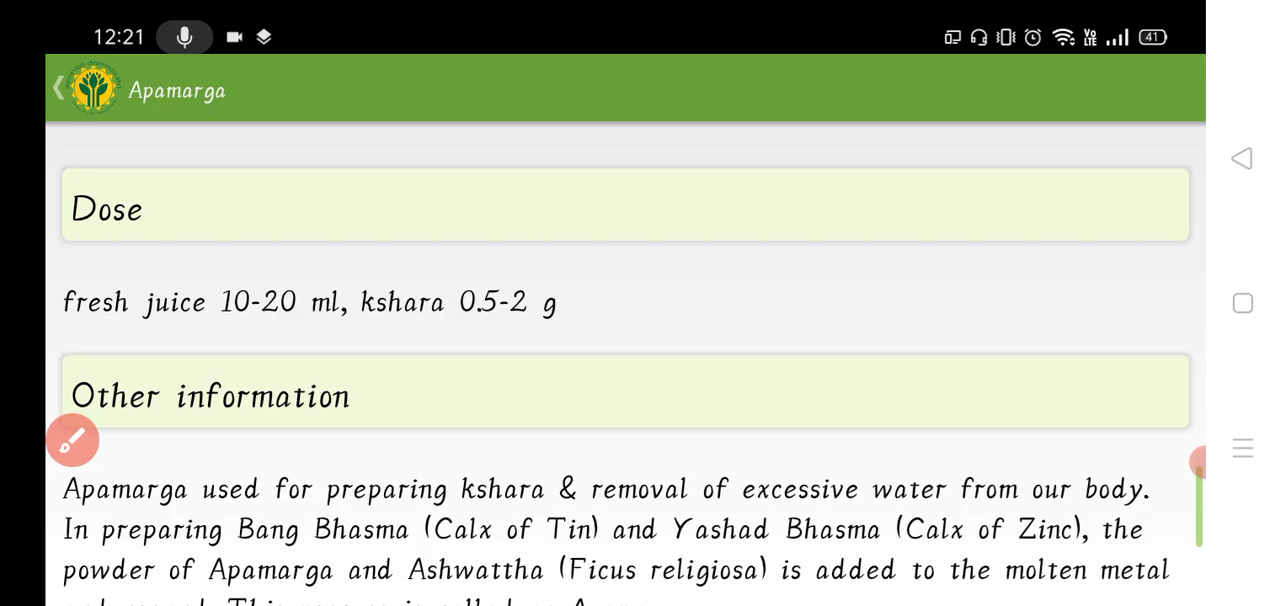 12:21
Vo LTE
41
Apamarga
Dose
fresh juice 10-20 ml, kshara 0.5-2 g
Other information
Apamarga used for preparing kshara & removal of excessive water from our body.
In preparing Bang Bhasma (Calx of Tin) and Yashad Bhasma (Calx of Zinc), the
powder of Apamarga and Ashwattha (Ficus religiosa) is added to the molten metal